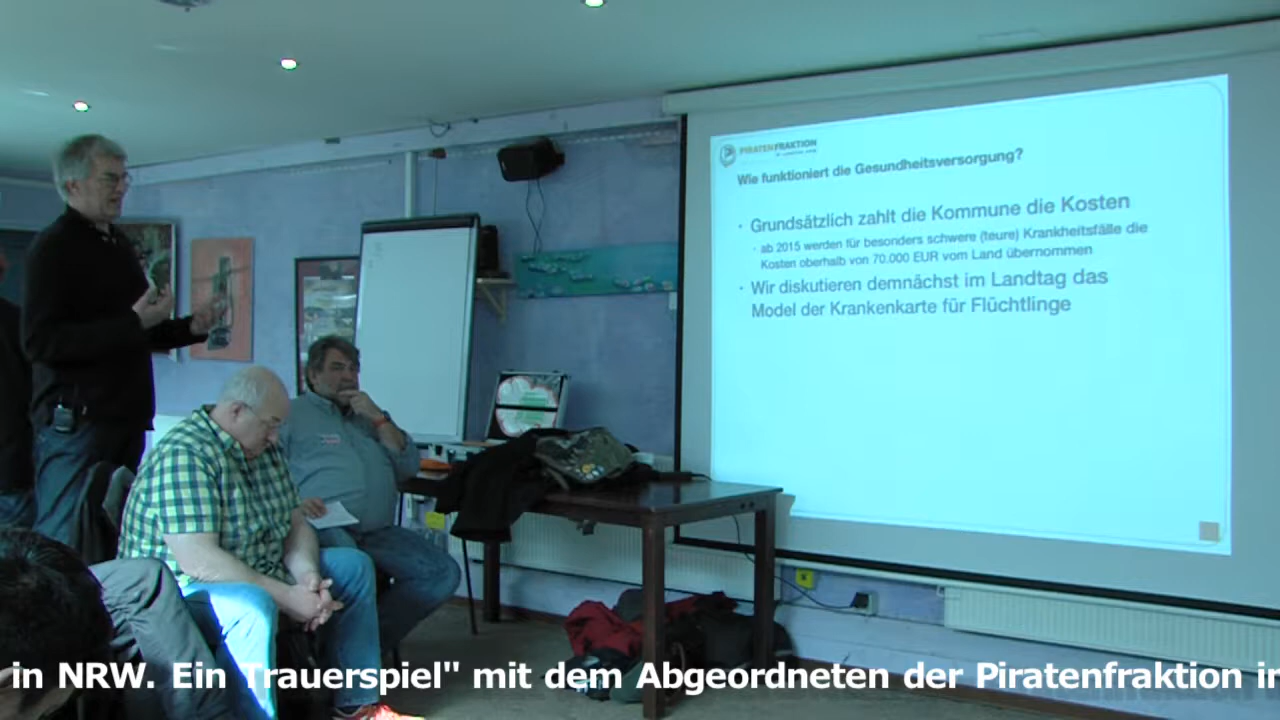 PIRATENFRAKTION
Wie funktioniert die Gesundheitsversorgung?
· Grundsätzlich zahlt die Kommune die Kosten
· ab 2015 werden für besonders schwere (teure) Krankheitsfälle die
Kosten oberhalb von 70.000 EUR vom Land übernommen
· Wir diskutieren demnächst im Landtag das
Model der Krankenkarte für Flüchtlinge
in NRW. Ein Trauerspiel" mit dem Abgeordneten der Piratenfraktion in